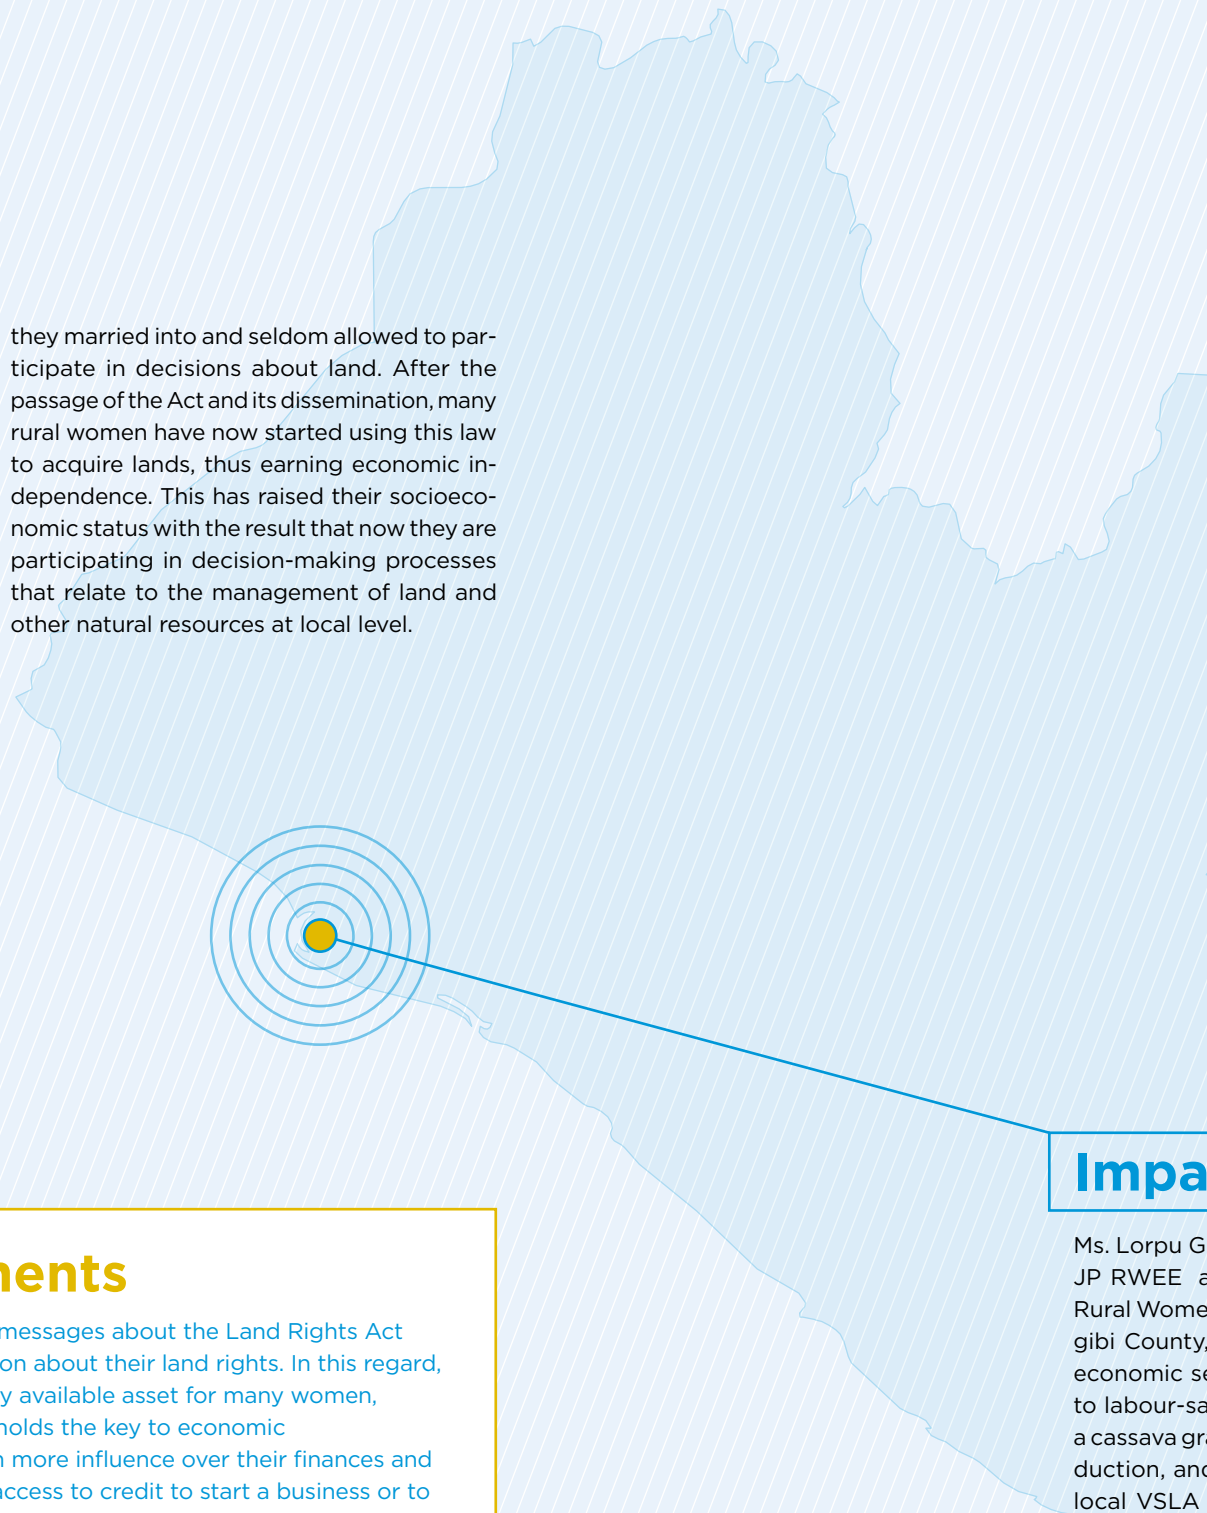 they married into and seldom allowed to par-
ticipate in decisions about land. After the
passage of the Act and its dissemination, many
rural women have now started using this law
to acquire lands, thus earning economic in-
dependence. This has raised their socioeco-
nomic status with the result that now they are
participating in decision-making processes
that relate to the management of land and
other natural resources at local level.
ments
messages about the Land Rights Act
on about their land rights. In this regard,
y available asset for many women,
holds the key to economic
n more influence over their finances and
access to credit to start a business or to
Impa
Ms. Lorpu G
JP RWEE a
Rural Wome
gibi County,
economic se
to labour-sa
a cassava gra
duction, and
local VSLA